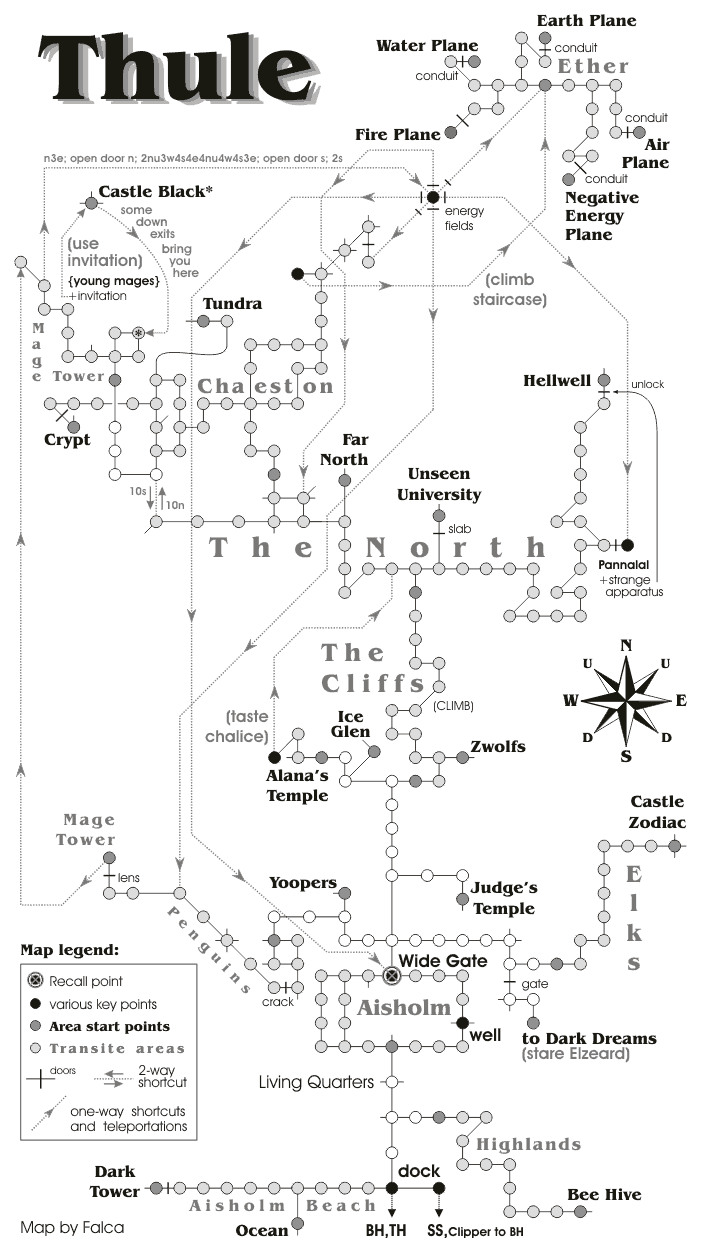 Thule
Earth Plane
conduit
Water Plane
conduit
Ether
Fire Plane
conduit
Air
Plane
conduit
Negative
Energy
Plane
n3e; open door n; 2nu3w4s4e4nu4w4s3e; open door s; 2s
Castle Black*
some
down
exits
bring
you
here
(use
invitation)
{young mages}
+invitation
energy
fields
(climb
staircase)
Mage
Tower
*
Tundra
Chaleston
Crypt
Hellwell
unlock
Far
North
Unseen
University
slab
10s
10n
The North
Pannalal
+strange
apparatus
The
Cliffs
(CLIMB)
N
U
U
W
E
D
D
S
(taste
chalice)
Ice
Glen
Zwolfs
Alana's
Temple
Mage
Tower
lens
Castle
Zodiac
Elks
Yoopers
Judge's
Temple
Penguins
crack
Wide Gate
Aisholm
gate
well
to Dark Dreams
(stare Elzeard)
Map legend:
Recall point
various key points
Area start points
Transite areas
doors
2-way
shortcut
one-way shortcuts
and teleportations
Living Quarters
Highlands
Dark
Tower
dock
Aisholm Beach
Bee Hive
Ocean
BH,TH
SS,Clipper to BH
Map by Falca